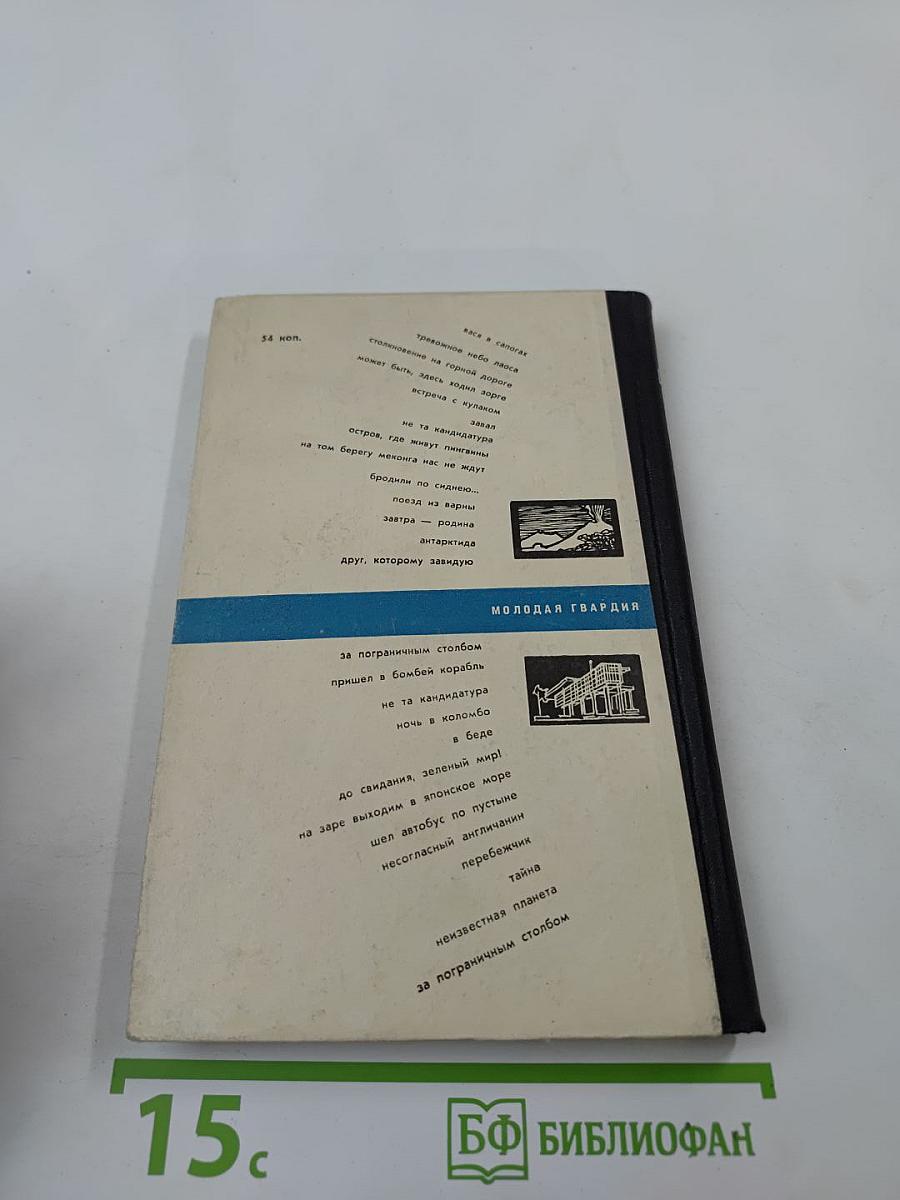 54 коп.
вася в сапогах
тревожное небо лаоса
столкновение на горной дороге
может быть, здесь ходил зорге
встреча с кулаком
завал
не та кандидатура
остров, где живут пингвины
на том берегу меконга нас не ждут
бродили по сиднею...
поезд из варны
завтра — родина
антарктида
друг, которому завидую
МОЛОДАЯ ГВАРДИЯ
за пограничным столбом
пришел в бомбей корабль
не та кандидатура
ночь в коломбо
в беде
до свидания, зеленый мир!
на заре выходим в японское море
шел автобус по пустыне
несогласный англичанин
перебежчик
тайна
неизвестная планета
за пограничным столбом
15 с
БФ БИБЛИОФАН